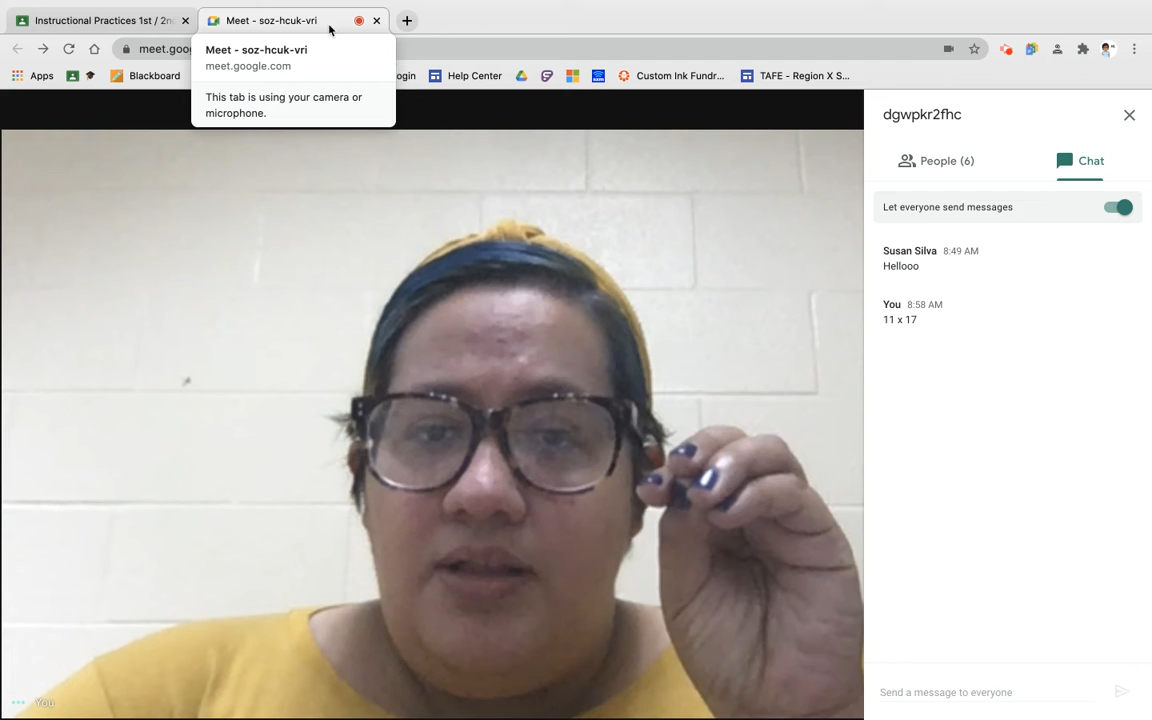 Instructional Practices 1st / 2n
Meet - soz-hcuk-vri
meet.goog
Meet - soz-hcuk-vri
meet.google.com
This tab is using your camera or
microphone.
Apps
Blackboard
ogin
Help Center
Custom Ink Fundr...
TAFE - Region X S...
dgwpkr2fhc
People (6)
Chat
Let everyone send messages
Susan Silva 8:49 AM
Hellooo
You 8:58 AM
11 x 17
You
Send a message to everyone